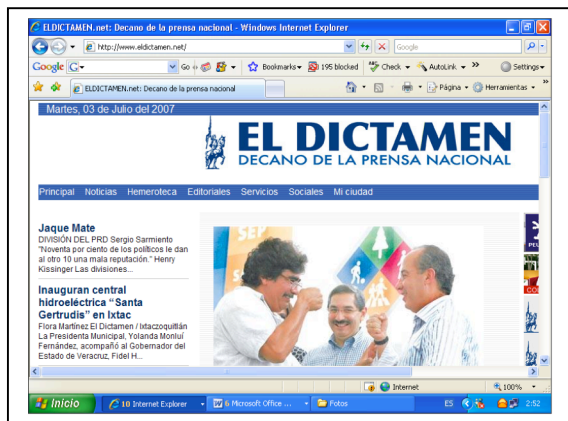 ELDICTAMEN.net: Decano de la prensa nacional - Windows Internet Explorer
http://www.eldictamen.net/
Google
Google G Go Bookmarks 195 blocked Check AutoLink Settings
ELDICTAMEN.net: Decano de la prensa nacional Página Herramientas
Martes, 03 de Julio del 2007
EL DICTAMEN
DECANO DE LA PRENSA NACIONAL
Principal Noticias Hemeroteca Editoriales Servicios Sociales Mi ciudad
Jaque Mate
DIVISIÓN DEL PRD Sergio Sarmiento
"Noventa por ciento de los políticos le dan
al otro 10 una mala reputación." Henry
Kissinger Las divisiones...
Inauguran central
hidroeléctrica “Santa
Gertrudis” en Ixtac
Flora Martínez El Dictamen / Ixtaczoquitlán
La Presidenta Municipal, Yolanda Monluí
Fernández, acompañó al Gobernador del
Estado de Veracruz, Fidel H...
SEP
Internet 100%
Inicio 10 Internet Explorer 6 Microsoft Office ... Fotos ES 2:52